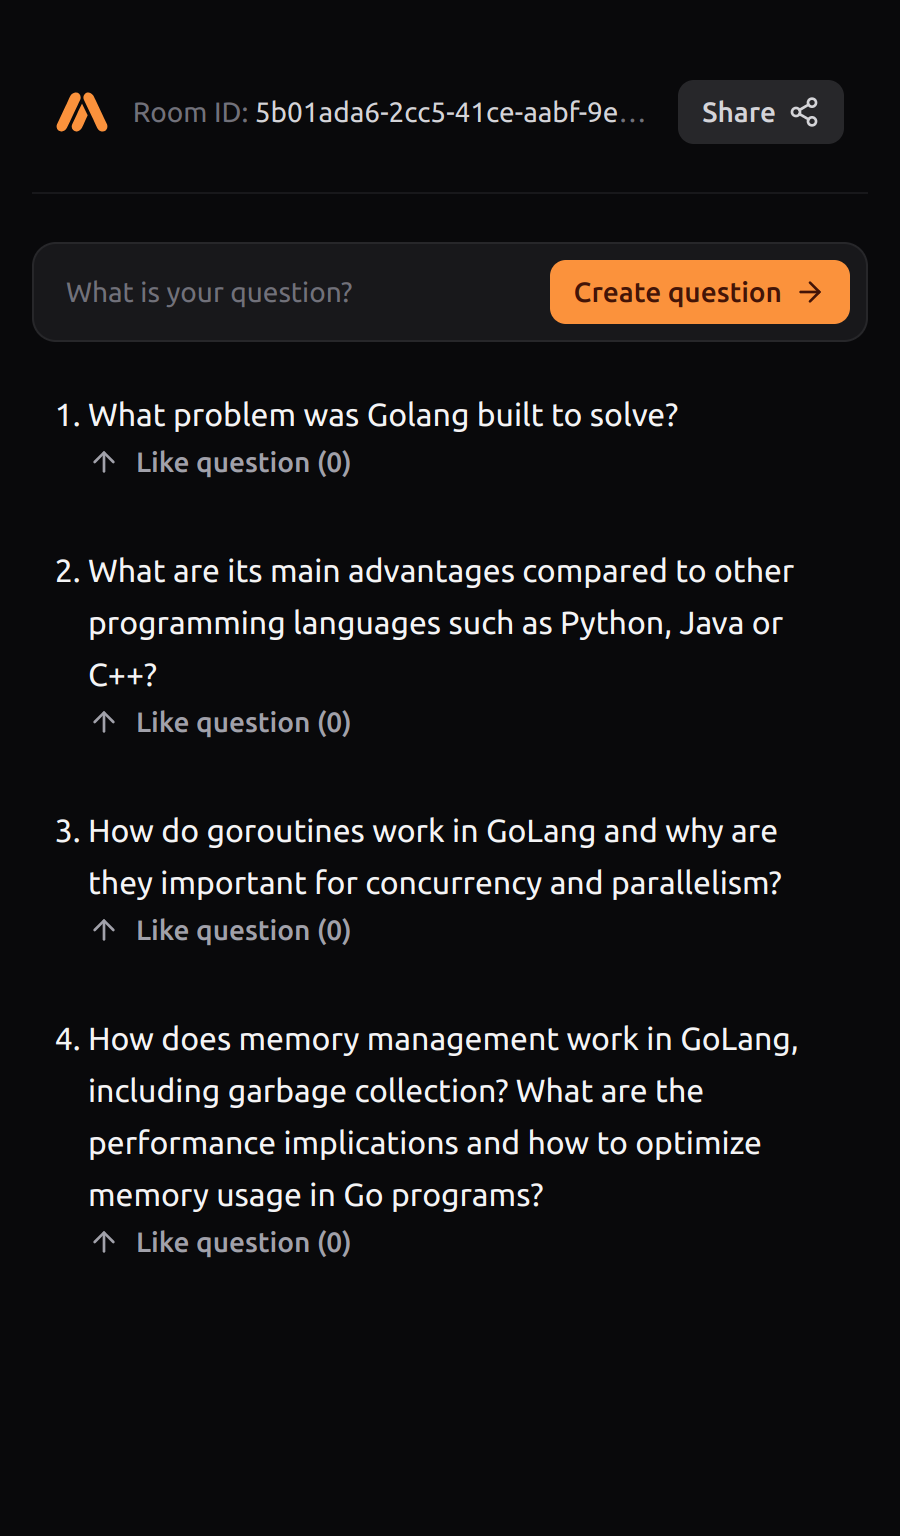 Room ID: 5b01ada6-2cc5-41ce-aabf-9e...
Share
What is your question?
Create question
1. What problem was Golang built to solve?
Like question (0)
2. What are its main advantages compared to other
programming languages such as Python, Java or
C++?
Like question (0)
3. How do goroutines work in GoLang and why are
they important for concurrency and parallelism?
Like question (0)
4. How does memory management work in GoLang,
including garbage collection? What are the
performance implications and how to optimize
memory usage in Go programs?
Like question (0)